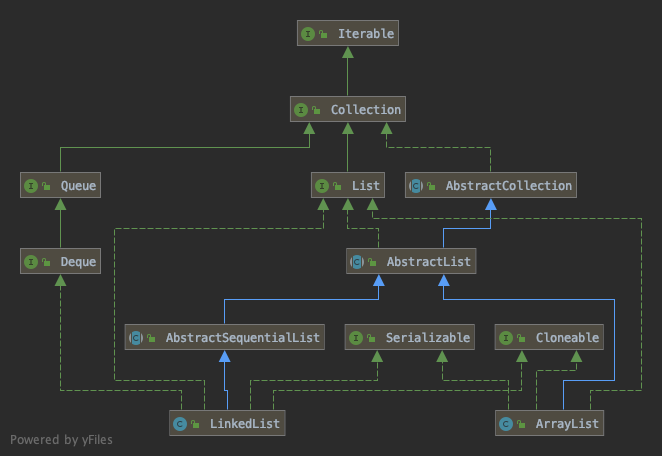 I Iterable
I Collection
I Queue
I List
C AbstractCollection
I Deque
C AbstractList
C AbstractSequentialList
I Serializable
I Cloneable
C LinkedList
C ArrayList
Powered by yFiles